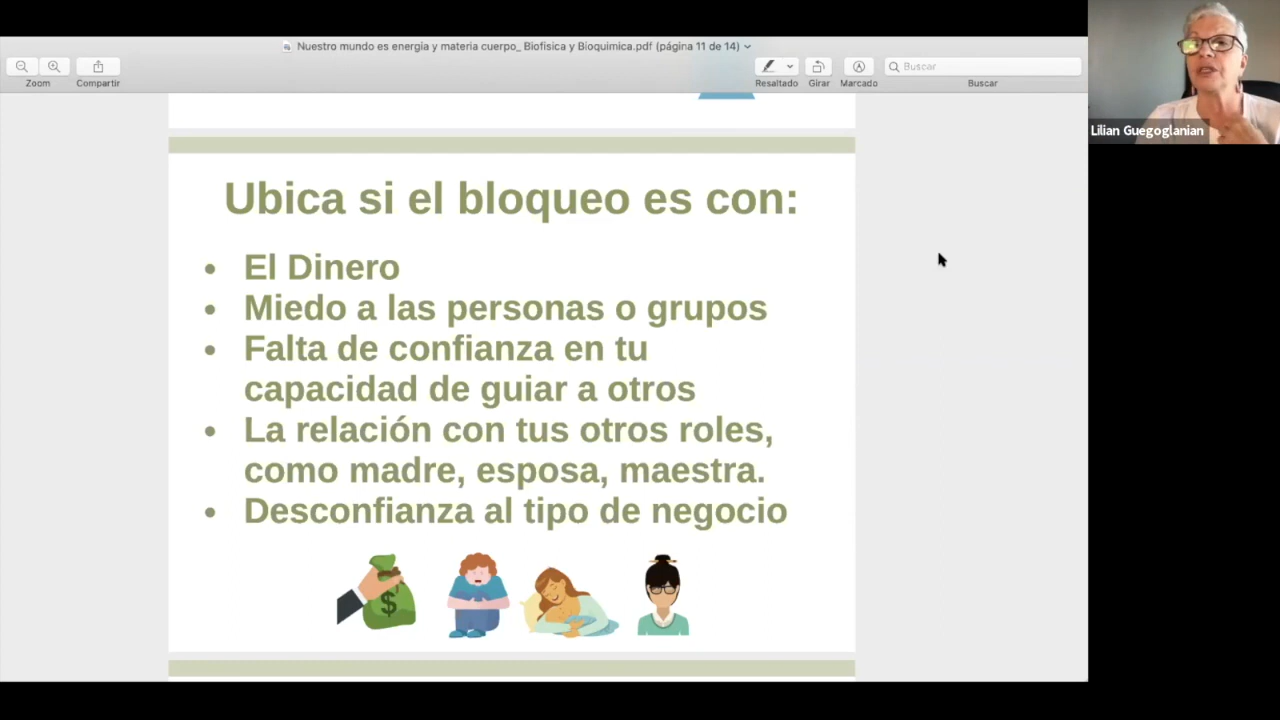 Nuestro mundo es energia y materia cuerpo_ Biofisica y Bioquimica.pdf (página 11 de 14)
Zoom
Compartir
Resaltado
Girar
Marcado
Buscar
Buscar
Lilian Guegoglanian
Ubica si el bloqueo es con:
• El Dinero
• Miedo a las personas o grupos
• Falta de confianza en tu
capacidad de guiar a otros
• La relación con tus otros roles,
como madre, esposa, maestra.
• Desconfianza al tipo de negocio
$